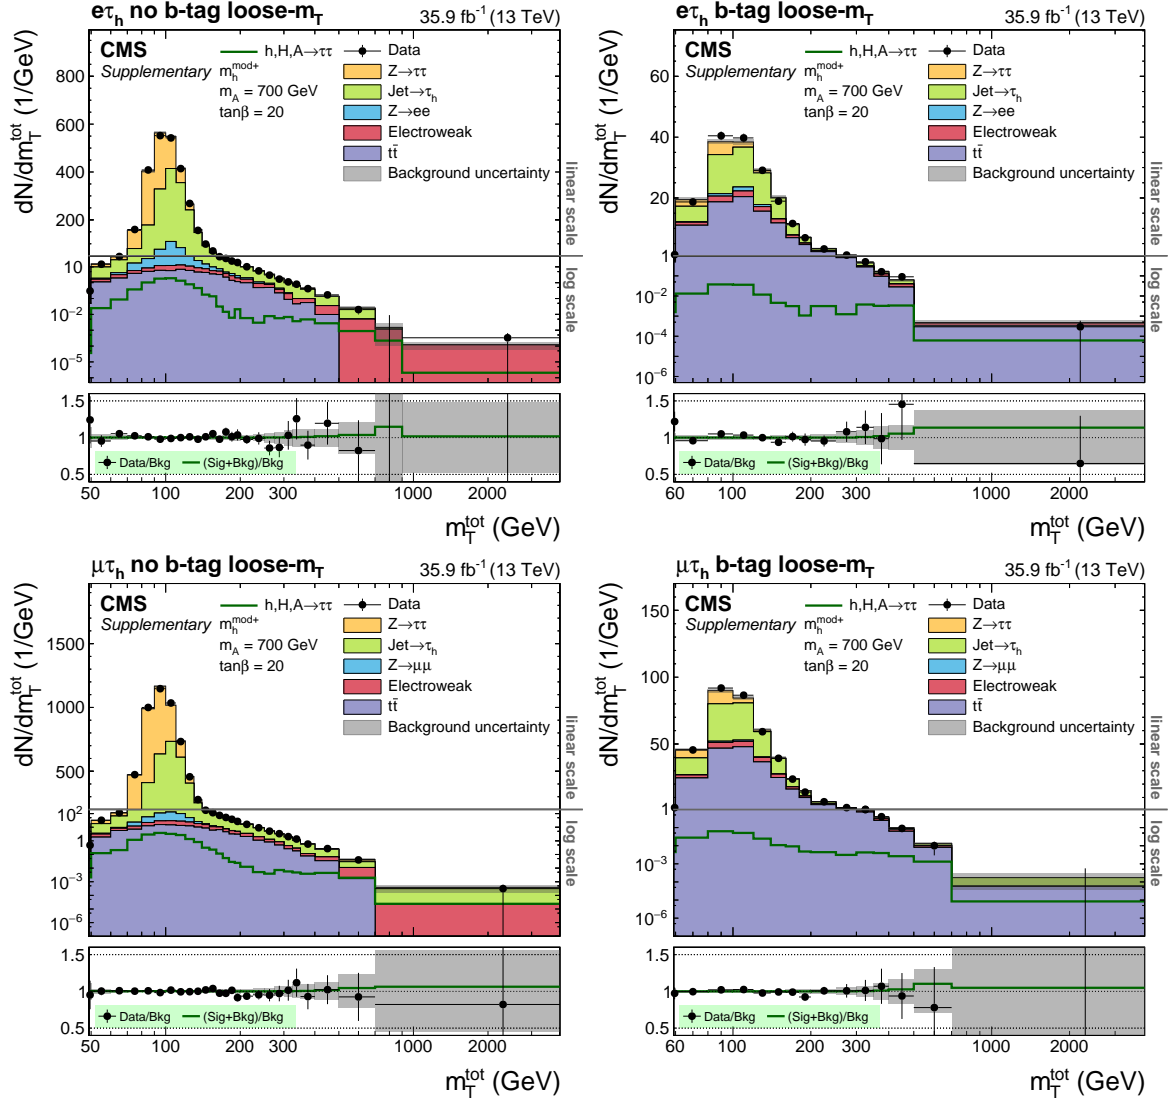 eτh no b-tag loose-mT 35.9 fb-1 (13 TeV)
dN/dmTtot (1/GeV)
CMS
Supplementary
h,H,A→ττ
mhmod+
mA = 700 GeV
tanβ = 20
Data
Z→ττ
Jet→τh
Z→ee
Electroweak
tt̄
Background uncertainty
800
600
400
200
10
10-2
10-5
linear scale
log scale
1.5
1
0.5
Data/Bkg (Sig+Bkg)/Bkg
50 100 200 300 1000 2000
mTtot (GeV)
eτh b-tag loose-mT 35.9 fb-1 (13 TeV)
dN/dmTtot (1/GeV)
CMS
Supplementary
h,H,A→ττ
mhmod+
mA = 700 GeV
tanβ = 20
Data
Z→ττ
Jet→τh
Z→ee
Electroweak
tt̄
Background uncertainty
60
40
20
1
10-2
10-4
10-6
linear scale
log scale
1.5
1
0.5
Data/Bkg (Sig+Bkg)/Bkg
60 100 200 300 1000 2000
mTtot (GeV)
μτh no b-tag loose-mT 35.9 fb-1 (13 TeV)
dN/dmTtot (1/GeV)
CMS
Supplementary
h,H,A→ττ
mhmod+
mA = 700 GeV
tanβ = 20
Data
Z→ττ
Jet→τh
Z→μμ
Electroweak
tt̄
Background uncertainty
1500
1000
500
102
1
10-3
10-6
linear scale
log scale
1.5
1
0.5
Data/Bkg (Sig+Bkg)/Bkg
50 100 200 300 1000 2000
mTtot (GeV)
μτh b-tag loose-mT 35.9 fb-1 (13 TeV)
dN/dmTtot (1/GeV)
CMS
Supplementary
h,H,A→ττ
mhmod+
mA = 700 GeV
tanβ = 20
Data
Z→ττ
Jet→τh
Z→μμ
Electroweak
tt̄
Background uncertainty
150
100
50
1
10-3
10-6
linear scale
log scale
1.5
1
0.5
Data/Bkg (Sig+Bkg)/Bkg
60 100 200 300 1000 2000
mTtot (GeV)